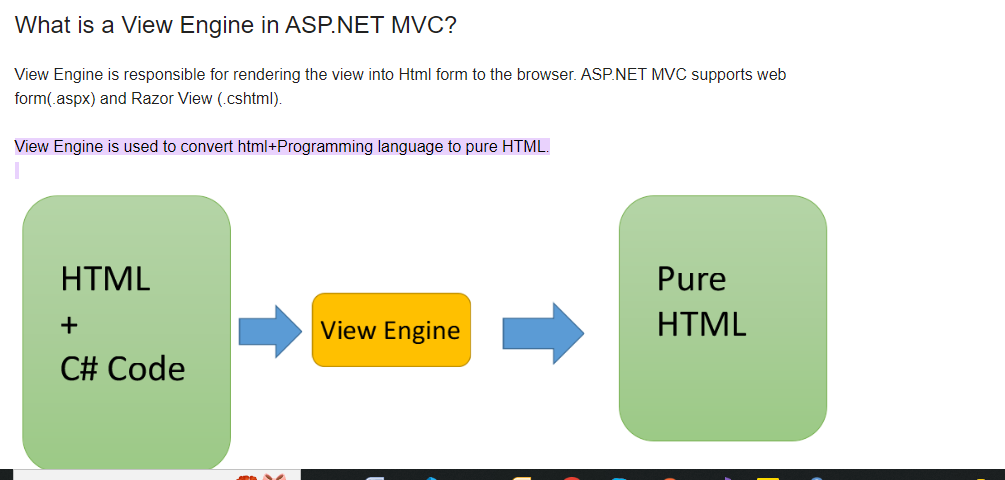 What is a View Engine in ASP.NET MVC?
View Engine is responsible for rendering the view into Html form to the browser. ASP.NET MVC supports web
form(.aspx) and Razor View (.cshtml).
View Engine is used to convert html+Programming language to pure HTML.
HTML
+
C# Code
View Engine
Pure
HTML